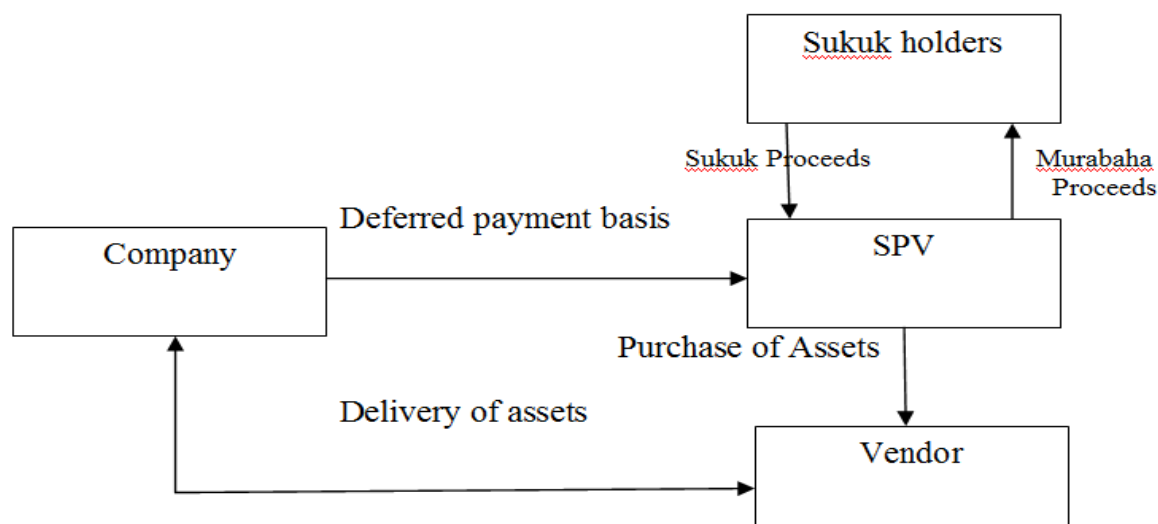 Sukuk holders
Sukuk Proceeds
Murabaha
Proceeds
Deferred payment basis
Company
SPV
Purchase of Assets
Delivery of assets
Vendor